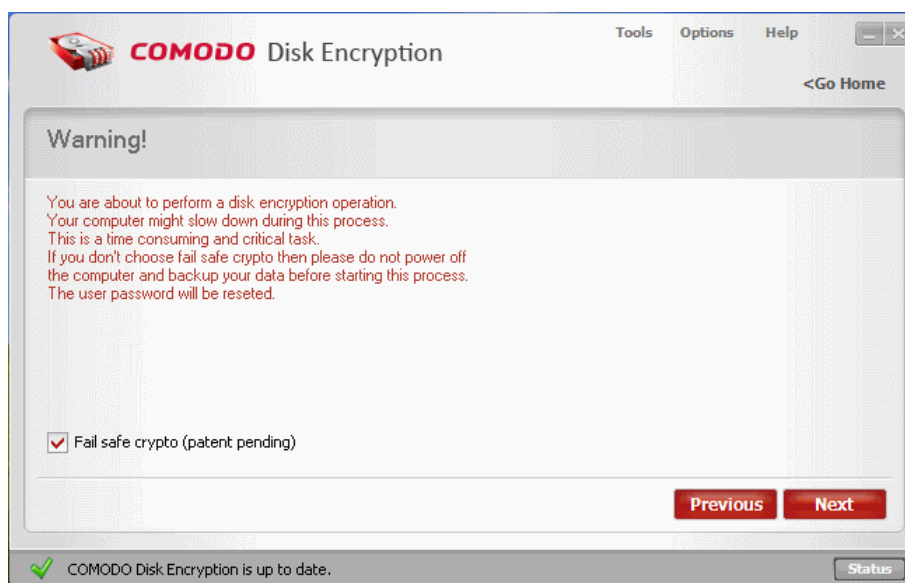 COMODO Disk Encryption
Tools Options Help
<Go Home
Warning!
You are about to perform a disk encryption operation.
Your computer might slow down during this process.
This is a time consuming and critical task.
If you don't choose fail safe crypto then please do not power off
the computer and backup your data before starting this process.
The user password will be reseted.
Fail safe crypto (patent pending)
Previous Next
COMODO Disk Encryption is up to date.
Status